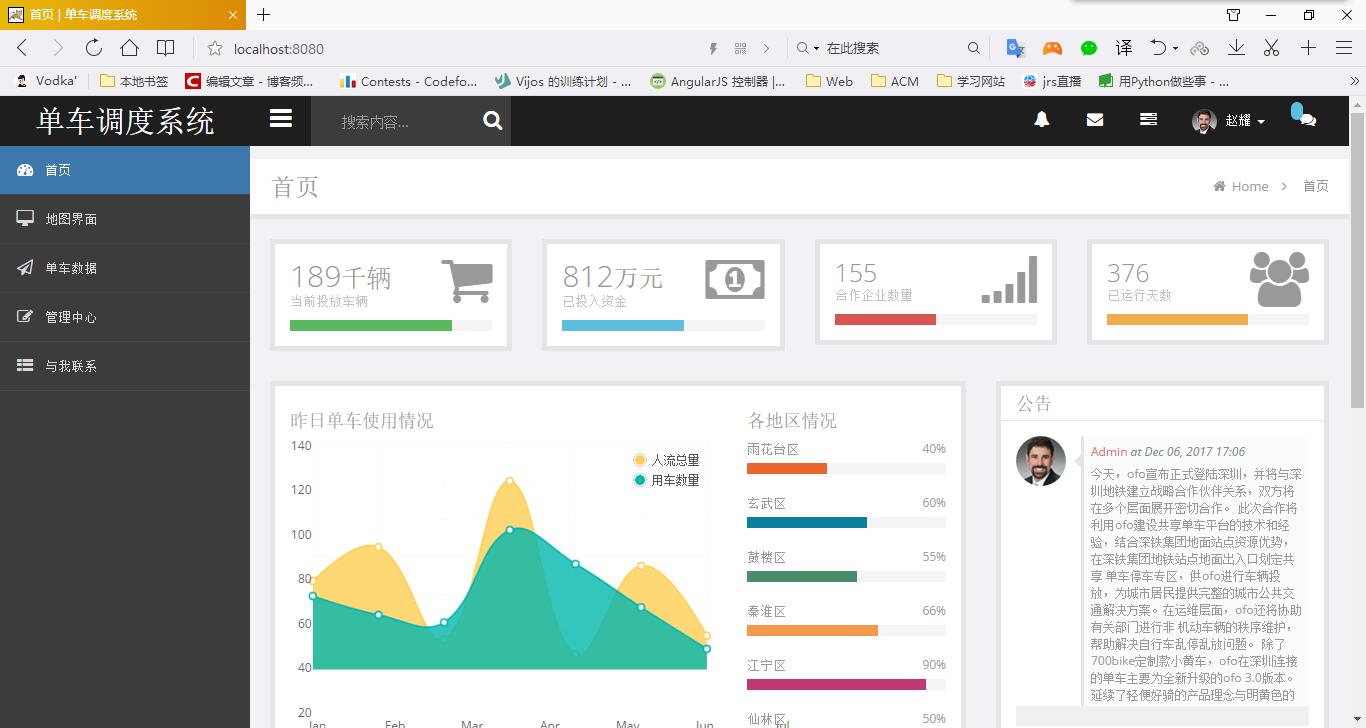 首页 | 单车调度系统
localhost:8080
在此搜索
译
Vodka'
本地书签
编辑文章 - 博客频...
Contests - Codefo...
Vijos 的训练计划 - ...
AngularJS 控制器 |...
Web
ACM
学习网站
jrs直播
用Python做些事 - ...
单车调度系统
搜索内容...
赵耀
首页
地图界面
单车数据
管理中心
与我联系
首页
Home > 首页
189千辆
当前投放车辆
812万元
已投入资金
155
合作企业数量
376
已运行天数
昨日单车使用情况
140
120
100
80
60
40
20
人流总量
用车数量
Jan Feb Mar Apr May Jun Jul
各地区情况
雨花台区 40%
玄武区 60%
鼓楼区 55%
秦淮区 66%
江宁区 90%
仙林区 50%
公告
Admin at Dec 06, 2017 17:06
今天，ofo宣布正式登陆深圳，并将与深
圳地铁建立战略合作伙伴关系，双方将
在多个层面展开密切合作。 此次合作将
利用ofo建设共享单车平台的技术和经
验，结合深铁集团地面站点资源优势，
在深铁集团地铁站点地面出入口划定共
享 单车停车专区，供ofo进行车辆投
放，为城市居民提供完整的城市公共交
通解决方案。在运维层面，ofo还将协助
有关部门进行非 机动车辆的秩序维护，
帮助解决自行车乱停乱放问题。 除了
700bike定制款小黄车，ofo在深圳连接
的单车主要为全新升级的ofo 3.0版本。
延续了轻便好骑的产品理念与明黄色的